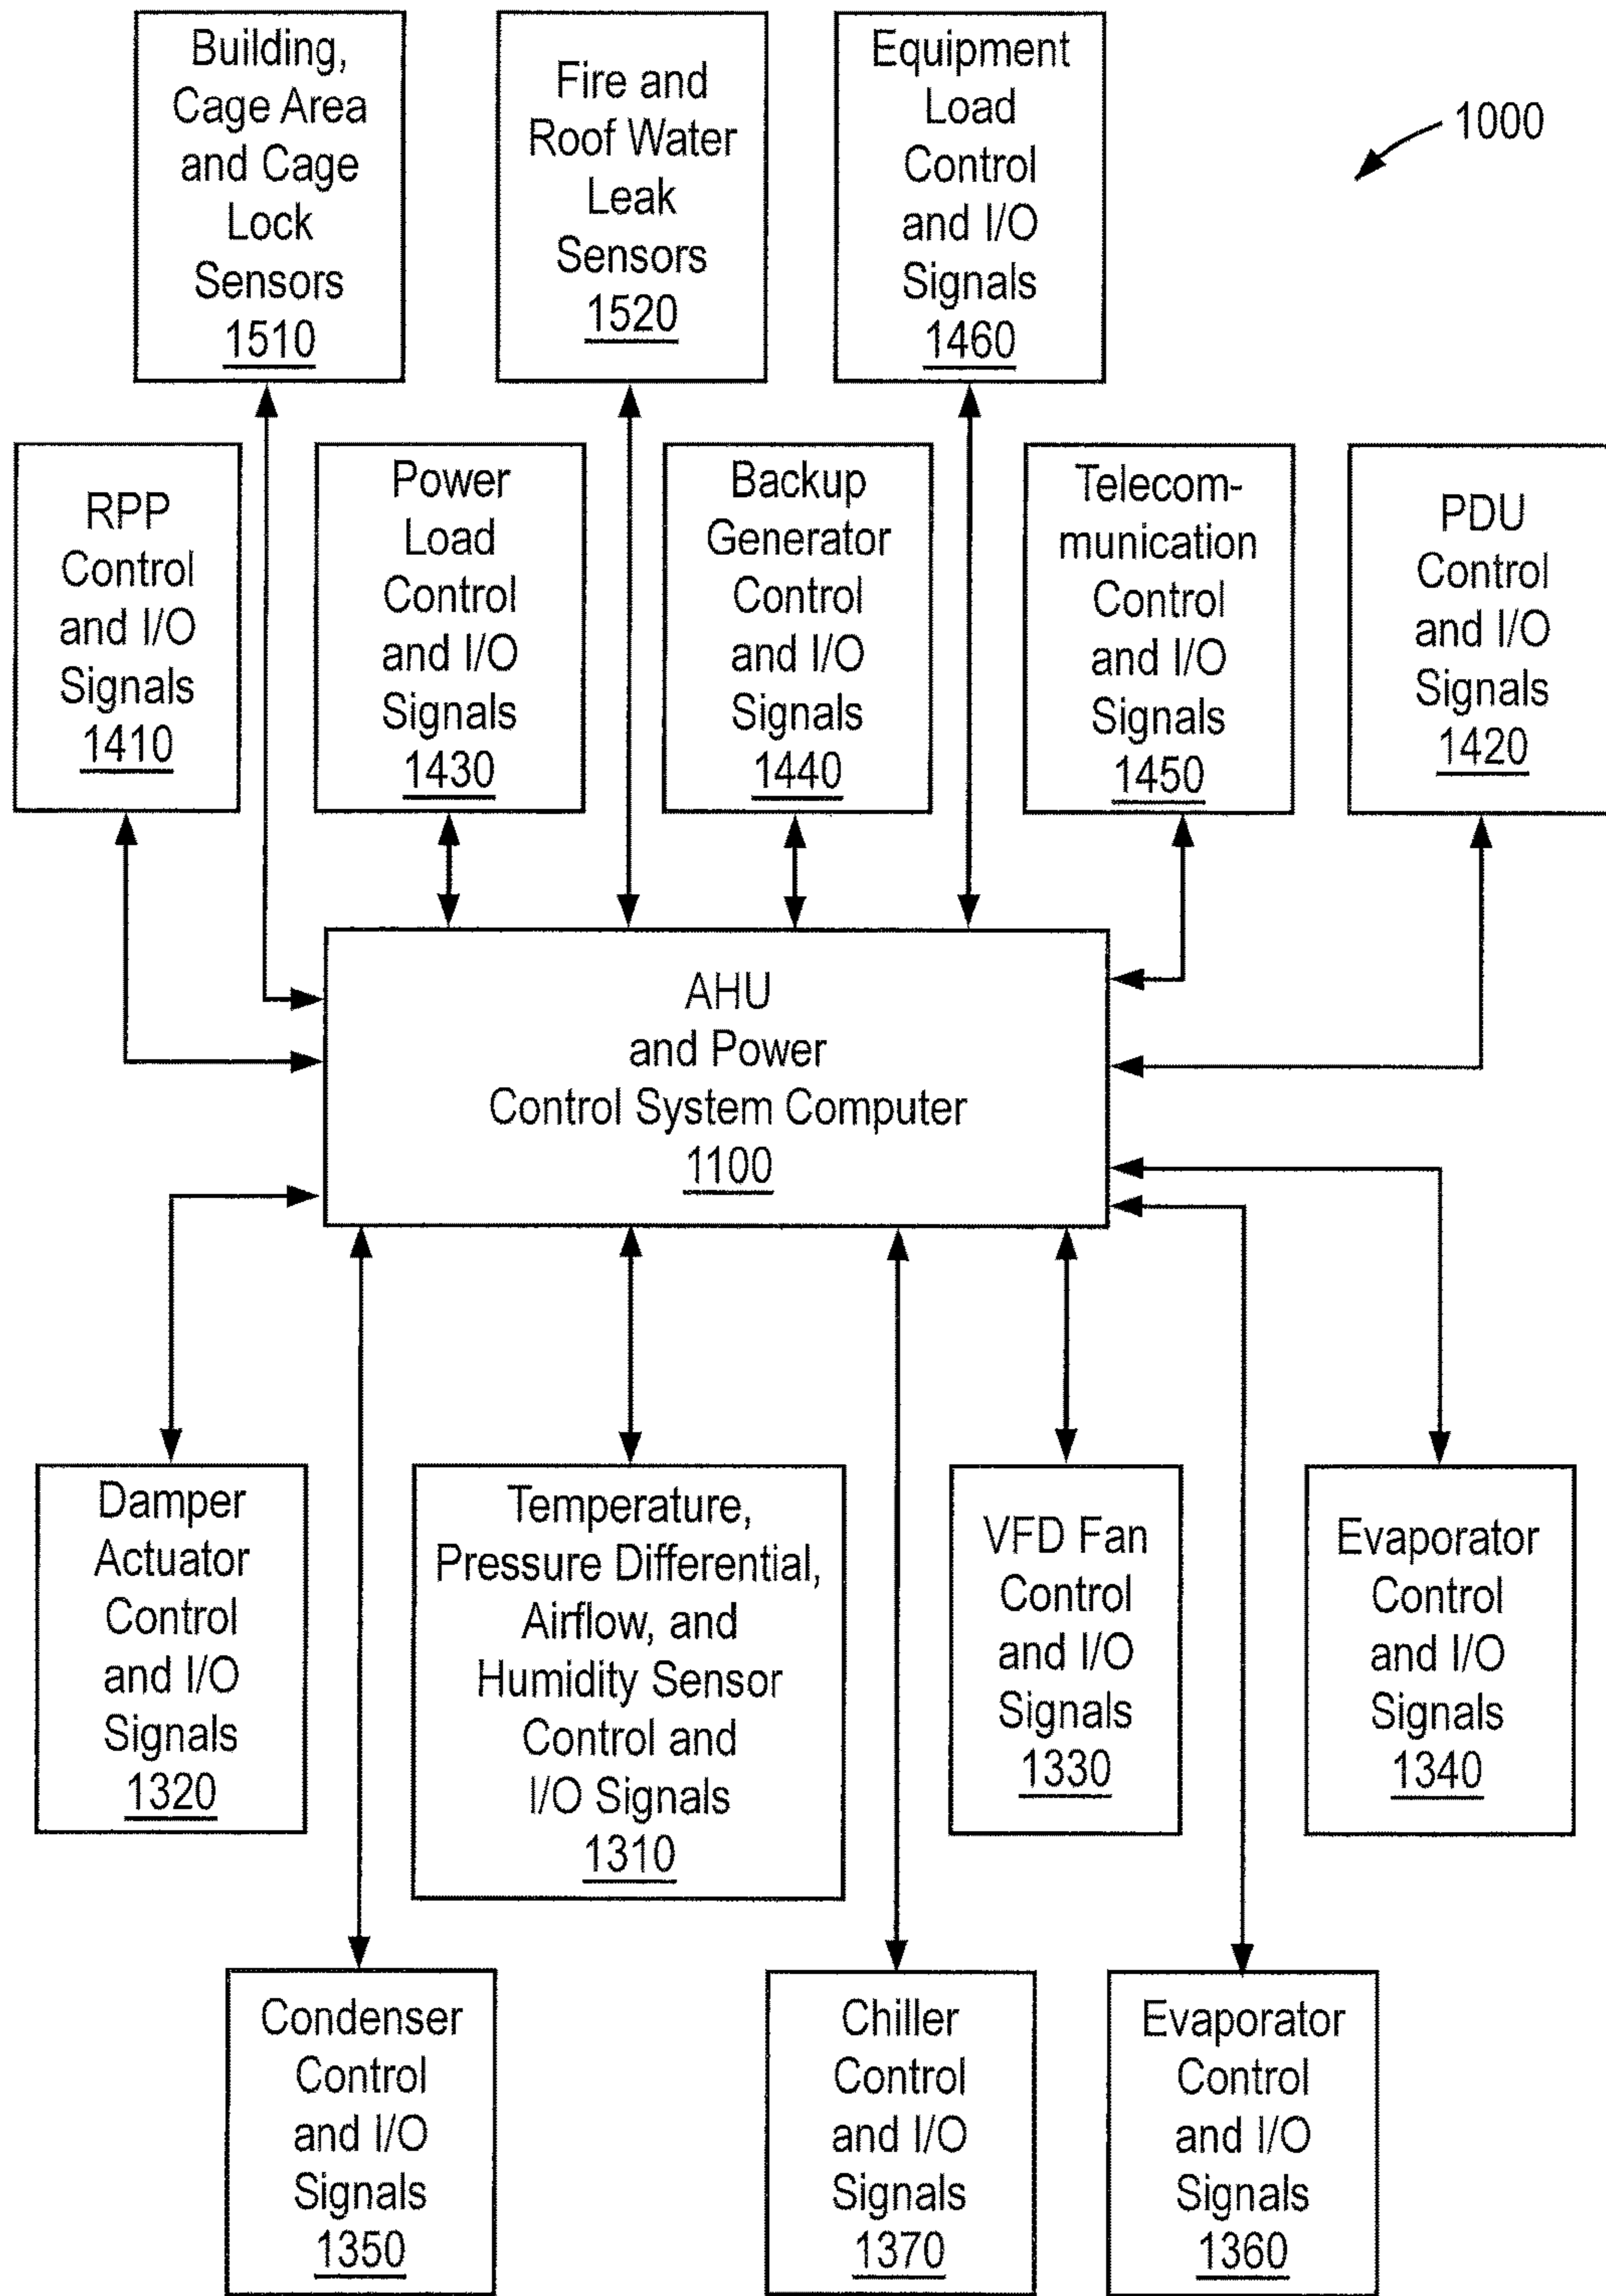 Building,
Cage Area
and Cage
Lock
Sensors
1510
Fire and
Roof Water
Leak
Sensors
1520
Equipment
Load
Control
and I/O
Signals
1460
1000
RPP
Control
and I/O
Signals
1410
Power
Load
Control
and I/O
Signals
1430
Backup
Generator
Control
and I/O
Signals
1440
Telecom-
munication
Control
and I/O
Signals
1450
PDU
Control
and I/O
Signals
1420
AHU
and Power
Control System Computer
1100
Damper
Actuator
Control
and I/O
Signals
1320
Temperature,
Pressure Differential,
Airflow, and
Humidity Sensor
Control and
I/O Signals
1310
VFD Fan
Control
and I/O
Signals
1330
Evaporator
Control
and I/O
Signals
1340
Condenser
Control
and I/O
Signals
1350
Chiller
Control
and I/O
Signals
1370
Evaporator
Control
and I/O
Signals
1360